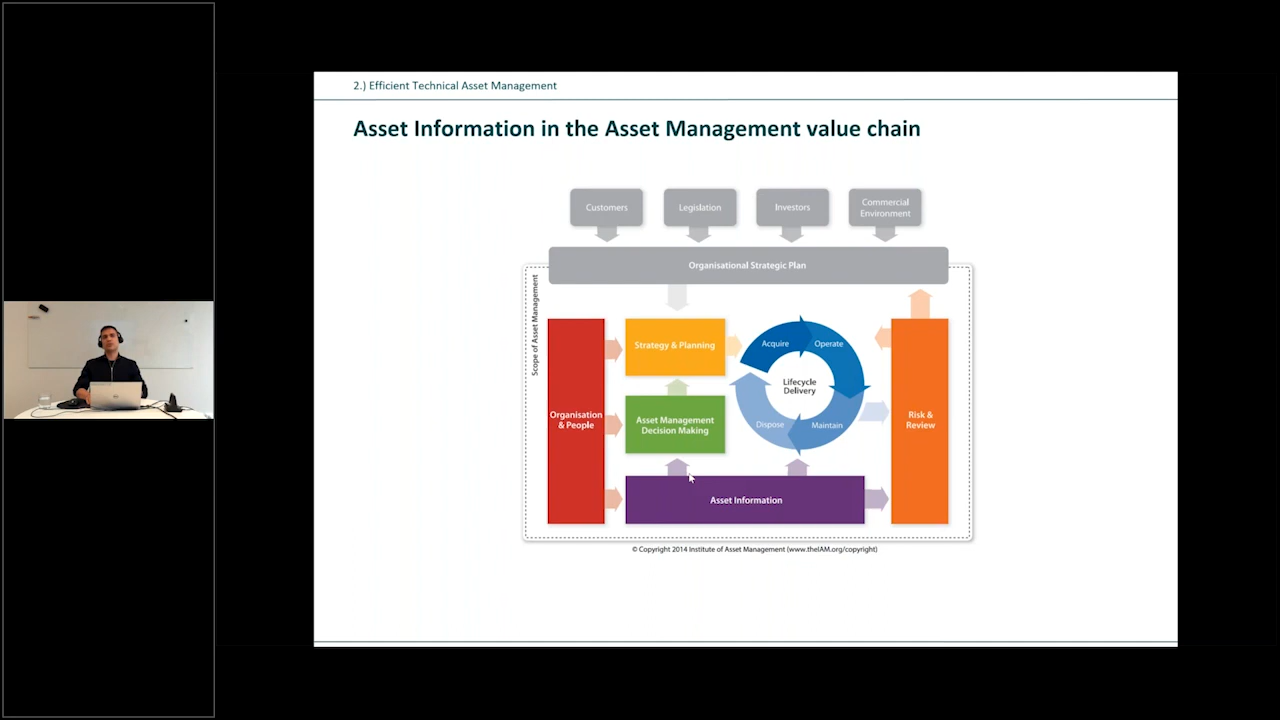 2.) Efficient Technical Asset Management
Asset Information in the Asset Management value chain
Customers
Legislation
Investors
Commercial
Environment
Organisational Strategic Plan
Scope of Asset Management
Organisation
& People
Strategy & Planning
Asset Management
Decision Making
Acquire
Operate
Lifecycle
Delivery
Dispose
Maintain
Risk &
Review
Asset Information
© Copyright 2014 Institute of Asset Management (www.theIAM.org/copyright)